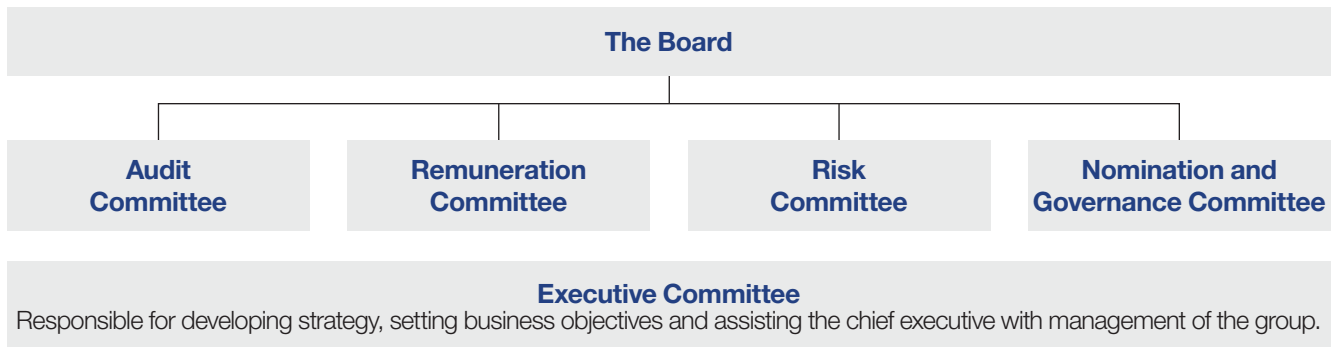 The Board
Audit
Committee
Remuneration
Committee
Risk
Committee
Nomination and
Governance Committee
Executive Committee
Responsible for developing strategy, setting business objectives and assisting the chief executive with management of the group.